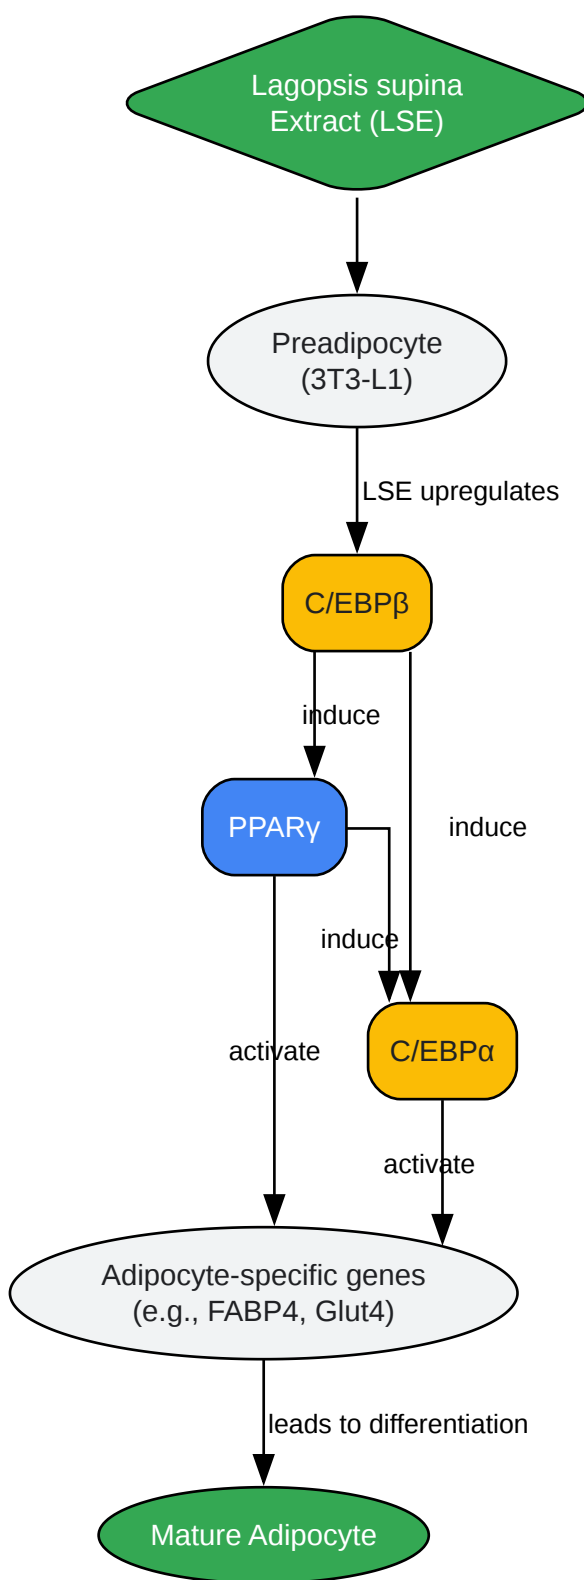 Lagopsis supina
Extract (LSE)
Preadipocyte
(3T3-L1)
LSE upregulates
C/EBPβ
induce
PPARγ
induce
induce
activate
C/EBPα
activate
Adipocyte-specific genes
(e.g., FABP4, Glut4)
leads to differentiation
Mature Adipocyte